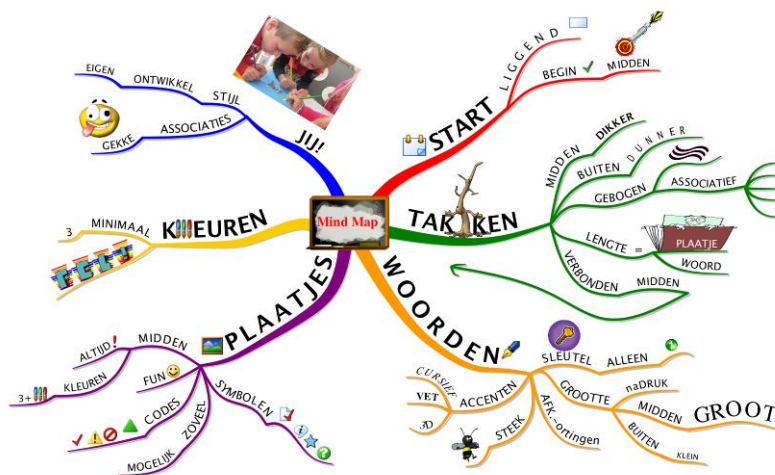 Mind Map
START
LIGGEND
BEGIN
MIDDEN
TAKKEN
MIDDEN
DIKKER
BUITEN
DUNNER
GEBOGEN
ASSOCIATIEF
LENGTE =
PLAATJE
WOORD
VERBONDEN
MIDDEN
WOORDEN
SLEUTEL
ALLEEN
GROOTTE
naDRUK
MIDDEN
GROOT
BUITEN
KLEIN
AFK-ortingen
STEEK
ACCENTEN
CURSIEF
VET
3D
PLAATJES
MIDDEN
ALTIJD!
KLEUREN
3+
FUN
CODES
ZOVEEL
MOGELIJK
SYMBOLEN
KLEUREN
MINIMAAL
3
JIJ!
STIJL
ONTWIKKEL
EIGEN
ASSOCIATIES
GEKKE